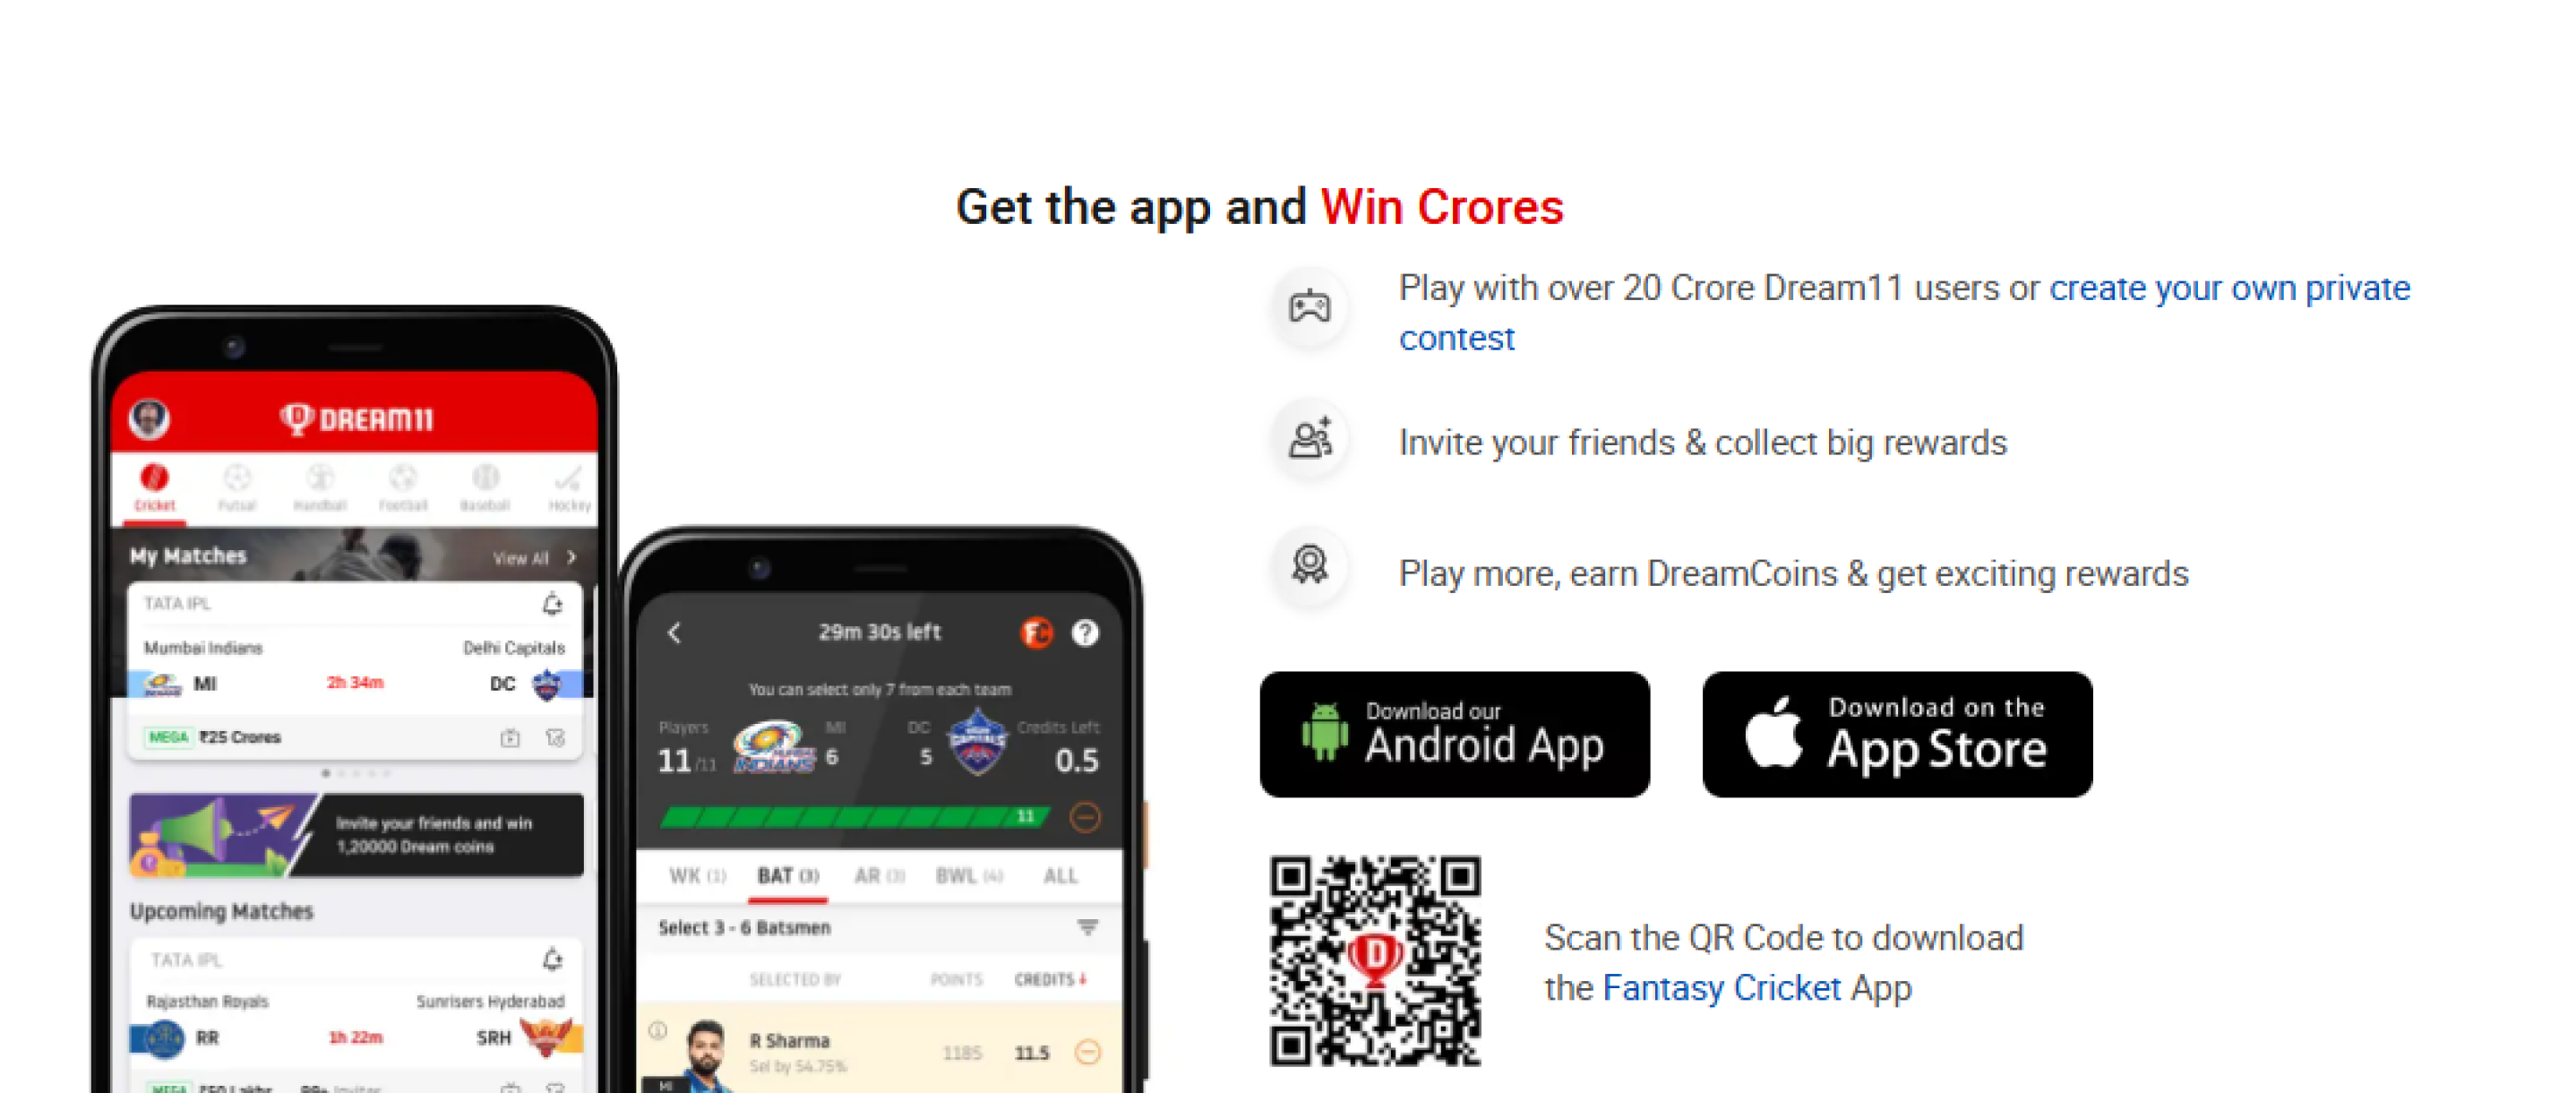 Get the app and Win Crores
Play with over 20 Crore Dream11 users or create your own private
contest
Invite your friends & collect big rewards
Play more, earn DreamCoins & get exciting rewards
Download our
Android App
Download on the
App Store
Scan the QR Code to download
the Fantasy Cricket App
DREAM11
Cricket Futsal Handball Football Baseball Hockey
My Matches View All
TATA IPL
Mumbai Indians Delhi Capitals
MI 2h 34m DC
MEGA ₹25 Crores
Invite your friends and win
1,20000 Dream coins
Upcoming Matches
TATA IPL
Rajasthan Royals Sunrisers Hyderabad
RR 1h 22m SRH
MEGA
29m 30s left
FC ?
You can select only 7 from each team
Players MI DC Credits Left
11/11 6 5 0.5
11
WK (1) BAT (3) AR (3) BWL (4) ALL
Select 3 - 6 Batsmen
SELECTED BY POINTS CREDITS
R Sharma
Sel by 54.75%
1185 11.5
MI